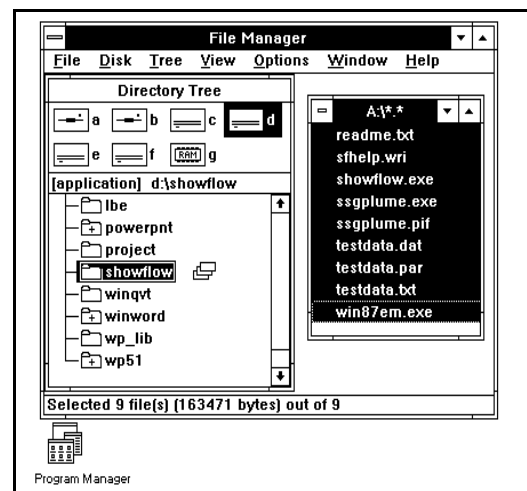 File Manager
File Disk Tree View Options Window Help
Directory Tree
a b c d
e f RAM g
[application] d:\showflow
lbe
powerpnt
project
showflow
winqvt
winword
wp_lib
wp51
A:\*.*
readme.txt
sfhelp.wri
showflow.exe
ssgplume.exe
ssgplume.pif
testdata.dat
testdata.par
testdata.txt
win87em.exe
Selected 9 file(s) (163471 bytes) out of 9
Program Manager